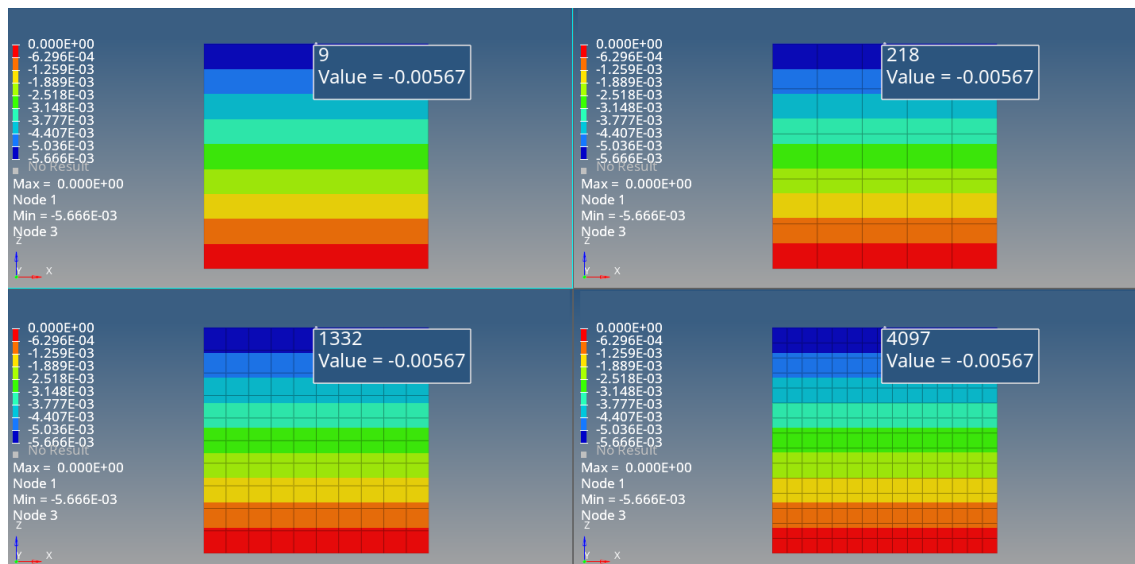 0.000E+00
-6.296E-04
-1.259E-03
-1.889E-03
-2.518E-03
-3.148E-03
-3.777E-03
-4.407E-03
-5.036E-03
-5.666E-03
No Result
Max = 0.000E+00
Node 1
Min = -5.666E-03
Node 3
Z
Y
X
9
Value = -0.00567
0.000E+00
-6.296E-04
-1.259E-03
-1.889E-03
-2.518E-03
-3.148E-03
-3.777E-03
-4.407E-03
-5.036E-03
-5.666E-03
No Result
Max = 0.000E+00
Node 1
Min = -5.666E-03
Node 3
Z
Y
X
218
Value = -0.00567
0.000E+00
-6.296E-04
-1.259E-03
-1.889E-03
-2.518E-03
-3.148E-03
-3.777E-03
-4.407E-03
-5.036E-03
-5.666E-03
No Result
Max = 0.000E+00
Node 1
Min = -5.666E-03
Node 3
Z
Y
X
1332
Value = -0.00567
0.000E+00
-6.296E-04
-1.259E-03
-1.889E-03
-2.518E-03
-3.148E-03
-3.777E-03
-4.407E-03
-5.036E-03
-5.666E-03
No Result
Max = 0.000E+00
Node 1
Min = -5.666E-03
Node 3
Z
Y
X
4097
Value = -0.00567